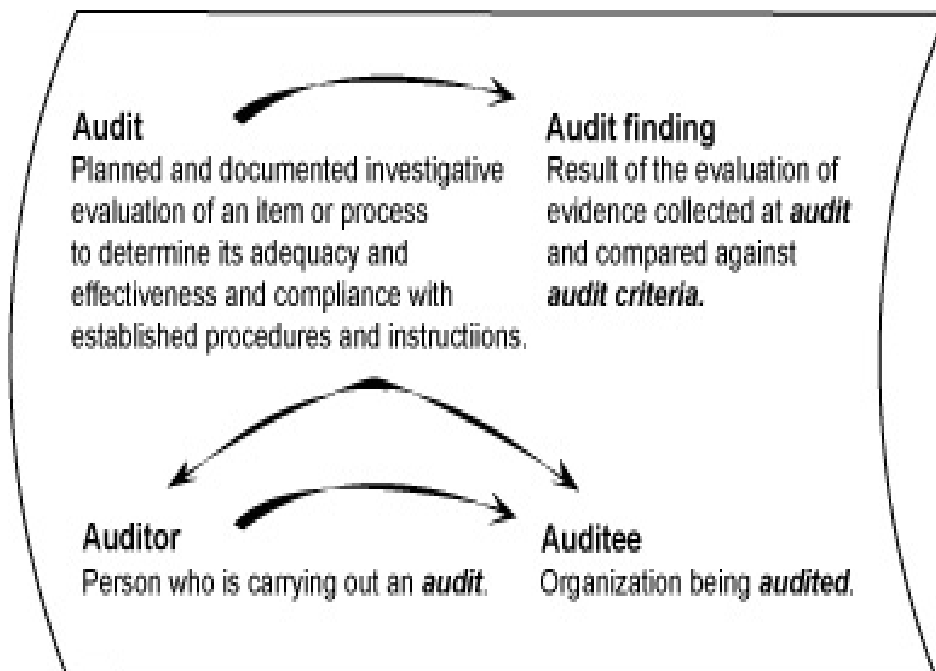 Audit
Planned and documented investigative
evaluation of an item or process
to determine its adequacy and
effectiveness and compliance with
established procedures and instructiions.
Audit finding
Result of the evaluation of
evidence collected at audit
and compared against
audit criteria.
Auditor
Person who is carrying out an audit.
Auditee
Organization being audited.